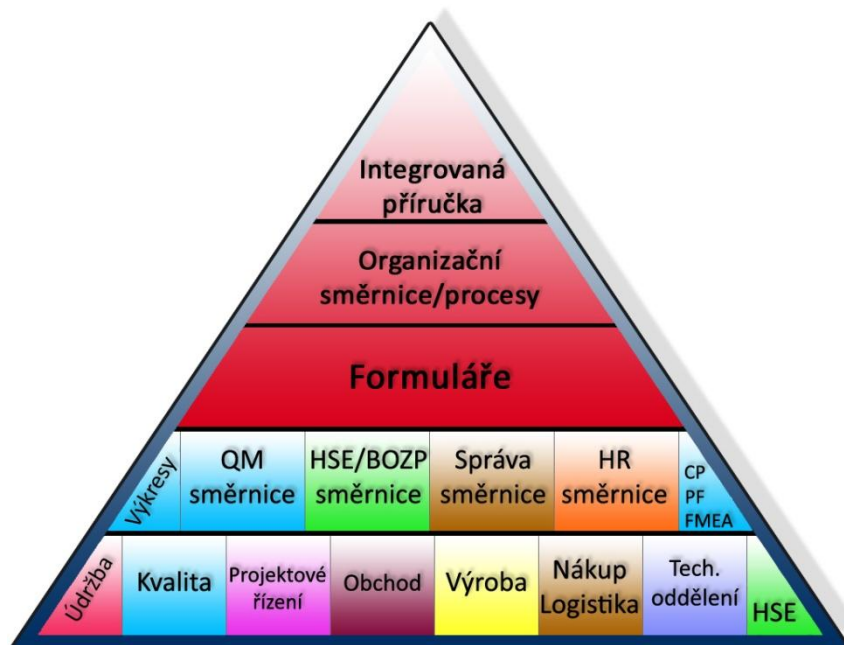 Integrovaná
příručka
Organizační
směrnice/procesy
Formuláře
Výkresy
QM
směrnice
HSE/BOZP
směrnice
Správa
směrnice
HR
směrnice
CP
PF
FMEA
Údržba
Kvalita
Projektové
řízení
Obchod
Výroba
Nákup
Logistika
Tech.
oddělení
HSE